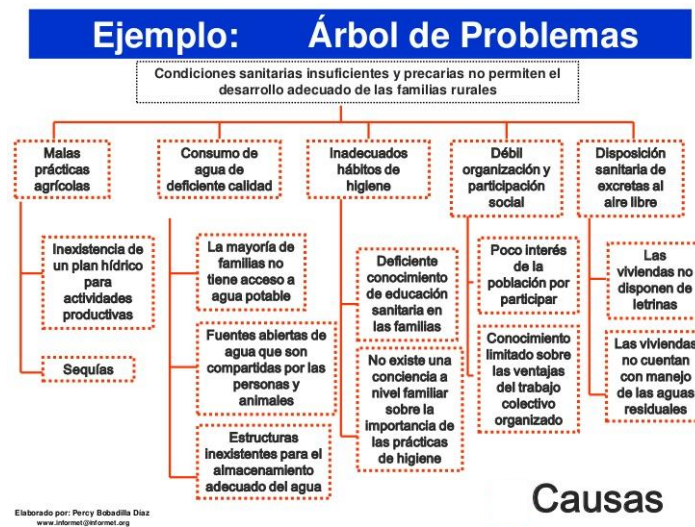 Ejemplo: Árbol de Problemas
Condiciones sanitarias insuficientes y precarias no permiten el
desarrollo adecuado de las familias rurales
Malas
prácticas
agrícolas
Inexistencia de
un plan hídrico
para
actividades
productivas
Sequías
Consumo de
agua de
deficiente calidad
La mayoría de
familias no
tiene acceso a
agua potable
Fuentes abiertas de
agua que son
compartidas por las
personas y
animales
Estructuras
inexistentes para el
almacenamiento
adecuado del agua
Inadecuados
hábitos de
higiene
Deficiente
conocimiento
de educación
sanitaria en
las familias
No existe una
conciencia a
nivel familiar
sobre la
importancia de
las prácticas
de higiene
Débil
organización y
participación
social
Poco interés
de la
población por
participar
Conocimiento
limitado sobre
las ventajas
del trabajo
colectivo
organizado
Disposición
sanitaria de
excretas al
aire libre
Las
viviendas no
disponen de
letrinas
Las viviendas
no cuentan
con manejo
de las aguas
residuales
Causas
Elaborado por: Percy Bobadilla Díaz
www.informet@informet.org